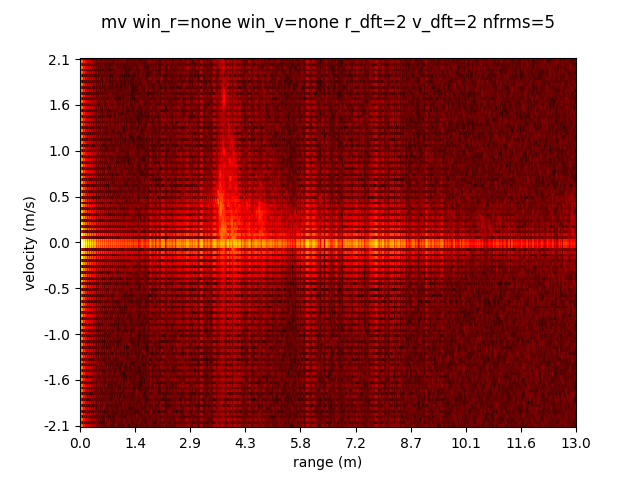 mv win_r=none win_v=none r_dft=2 v_dft=2 nfrms=5
2.1
1.6
1.0
0.5
0.0
-0.5
-1.0
-1.6
-2.1
velocity (m/s)
0.0 1.4 2.9 4.3 5.8 7.2 8.7 10.1 11.6 13.0
range (m)